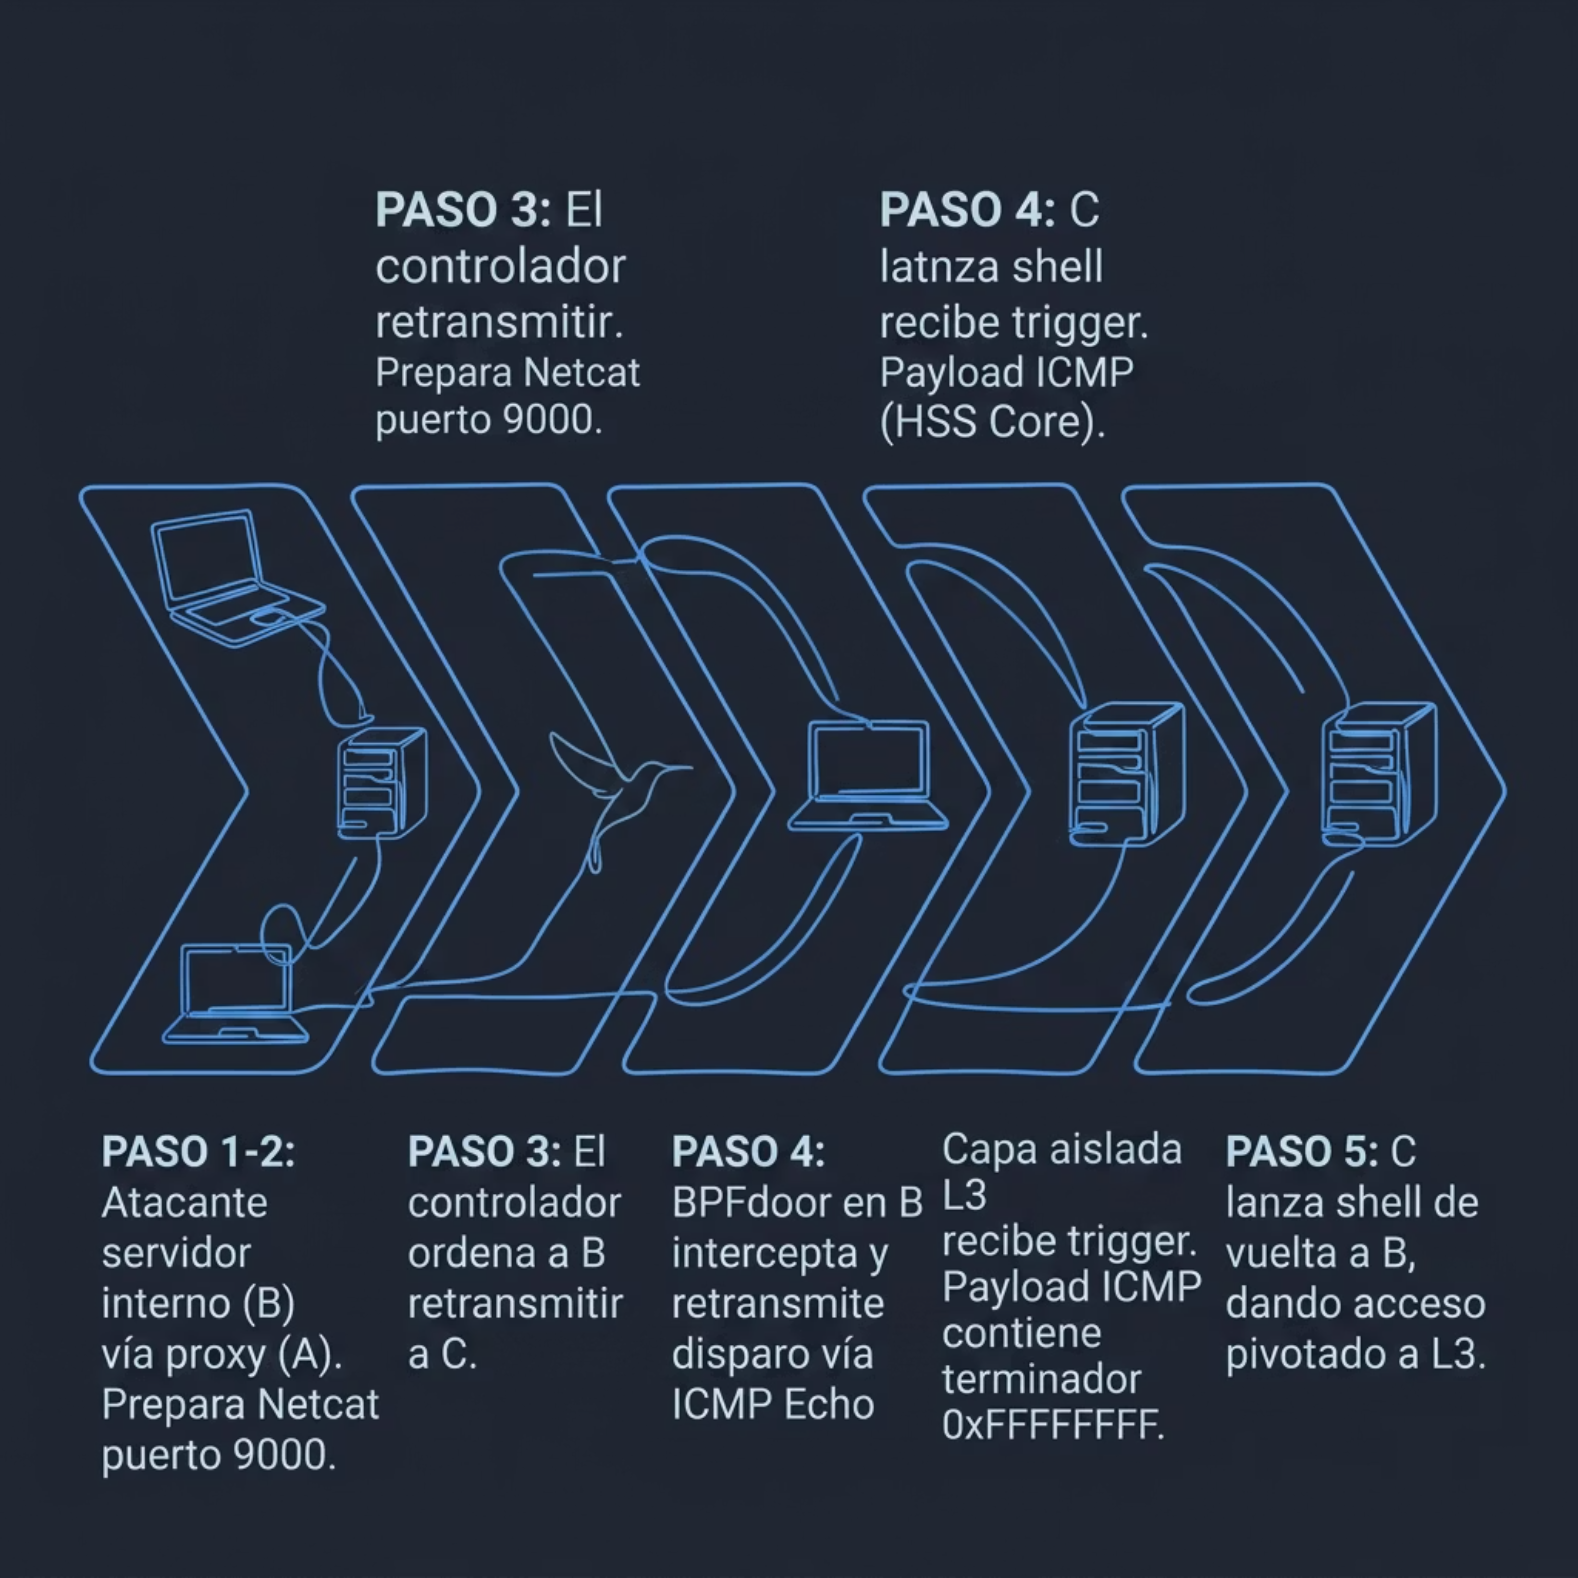 PASO 3: El
controlador
retransmitir.
Prepara Netcat
puerto 9000.
PASO 4: C
latnza shell
recibe trigger.
Payload ICMP
(HSS Core).
PASO 1-2:
Atacante
servidor
interno (B)
vía proxy (A).
Prepara Netcat
puerto 9000.
PASO 3: El
controlador
ordena a B
retransmitir
a C.
PASO 4:
BPFdoor en B
intercepta y
retransmite
disparo vía
ICMP Echo
Capa aislada
L3
recibe trigger.
Payload ICMP
contiene
terminador
0xFFFFFFFF.
PASO 5: C
lanza shell de
vuelta a B,
dando acceso
pivotado a L3.